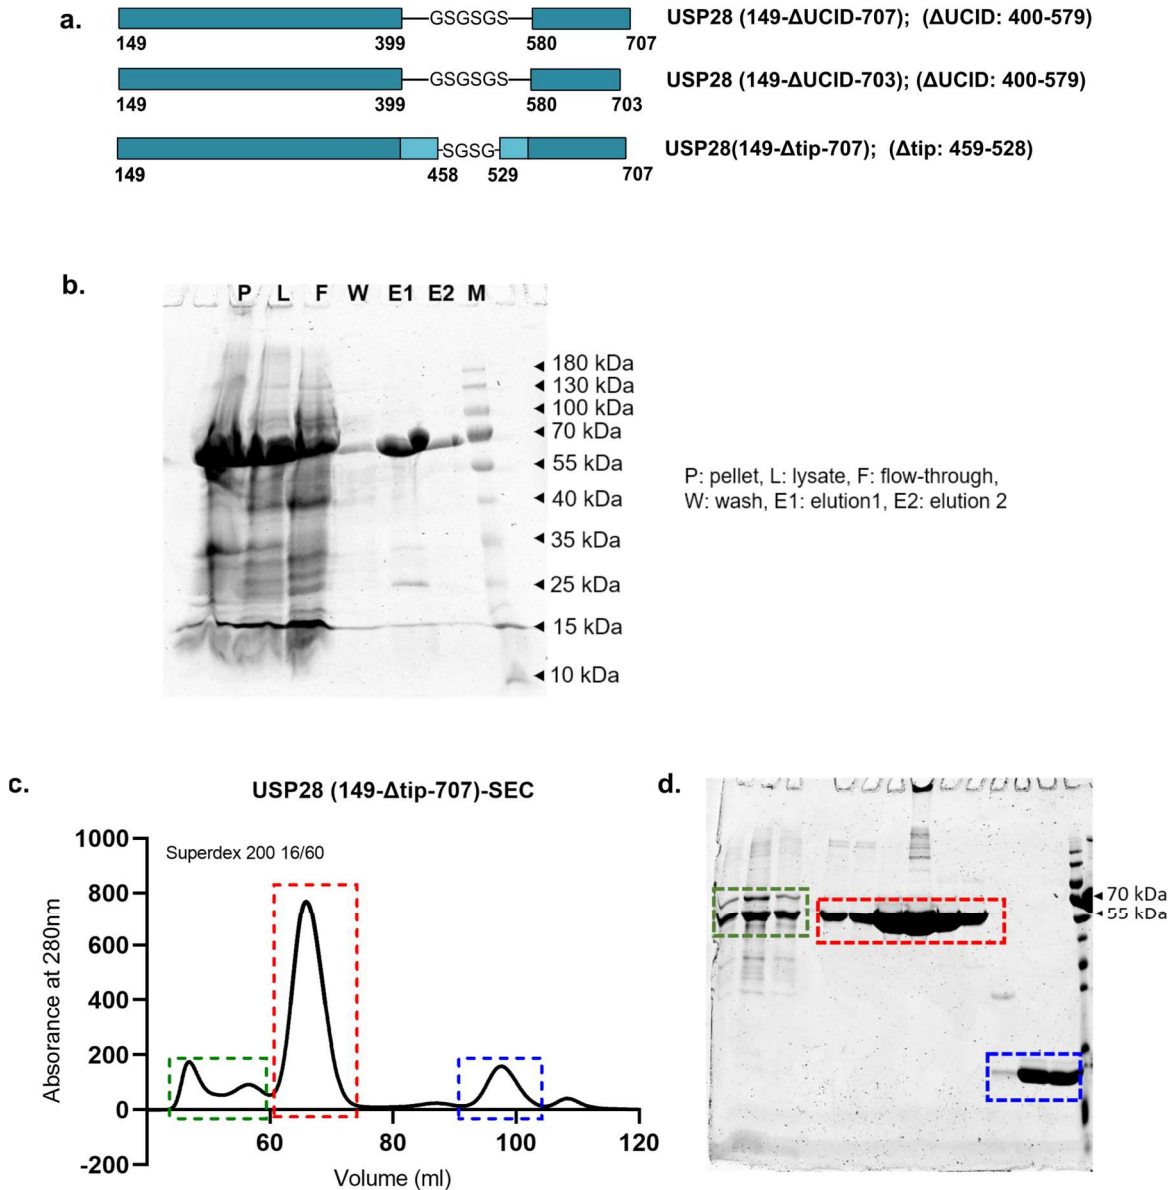 a.
GSGSGS
USP28 (149-ΔUCID-707); (ΔUCID: 400-579)
149 399 580 707
GSGSGS
USP28 (149-ΔUCID-703); (ΔUCID: 400-579)
149 399 580 703
SGSG
USP28(149-Δtip-707); (Δtip: 459-528)
149 458 529 707
b.
P L F W E1 E2 M
180 kDa
130 kDa
100 kDa
70 kDa
55 kDa
40 kDa
35 kDa
25 kDa
15 kDa
10 kDa
P: pellet, L: lysate, F: flow-through,
W: wash, E1: elution1, E2: elution 2
c.
USP28 (149-Δtip-707)-SEC
Superdex 200 16/60
Absorance at 280nm
1000
800
600
400
200
0
-200
60 80 100 120
Volume (ml)
d.
70 kDa
55 kDa